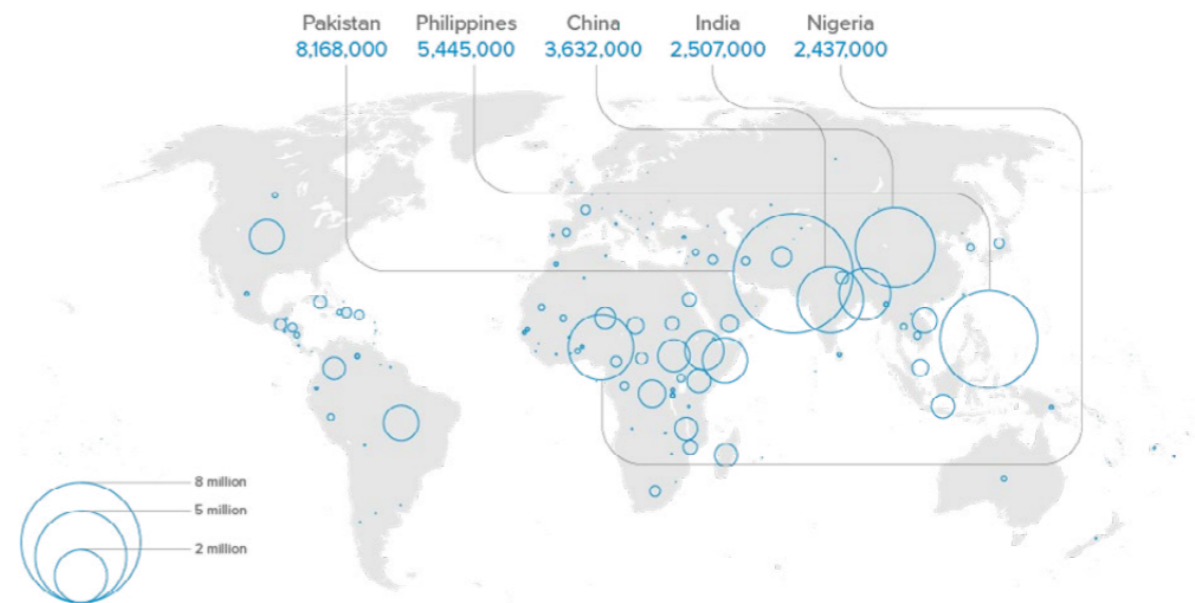 Pakistan Philippines China India Nigeria
8,168,000 5,445,000 3,632,000 2,507,000 2,437,000
8 million
5 million
2 million